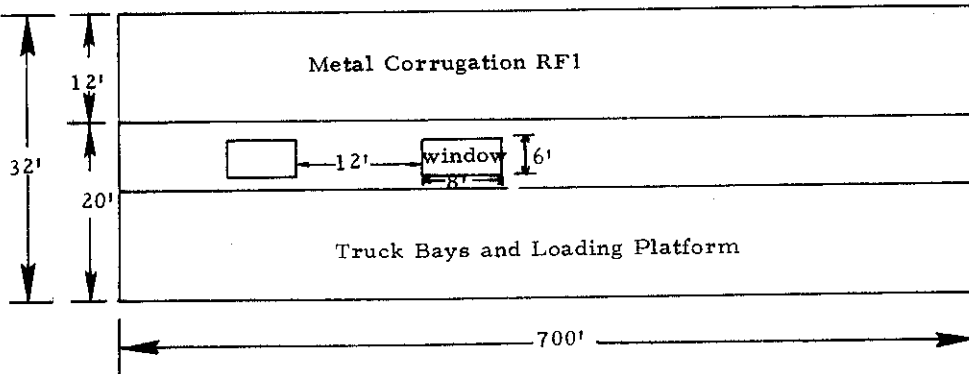 Metal Corrugation RF1
12'
32'
12'
window
6'
8'
20'
Truck Bays and Loading Platform
700'